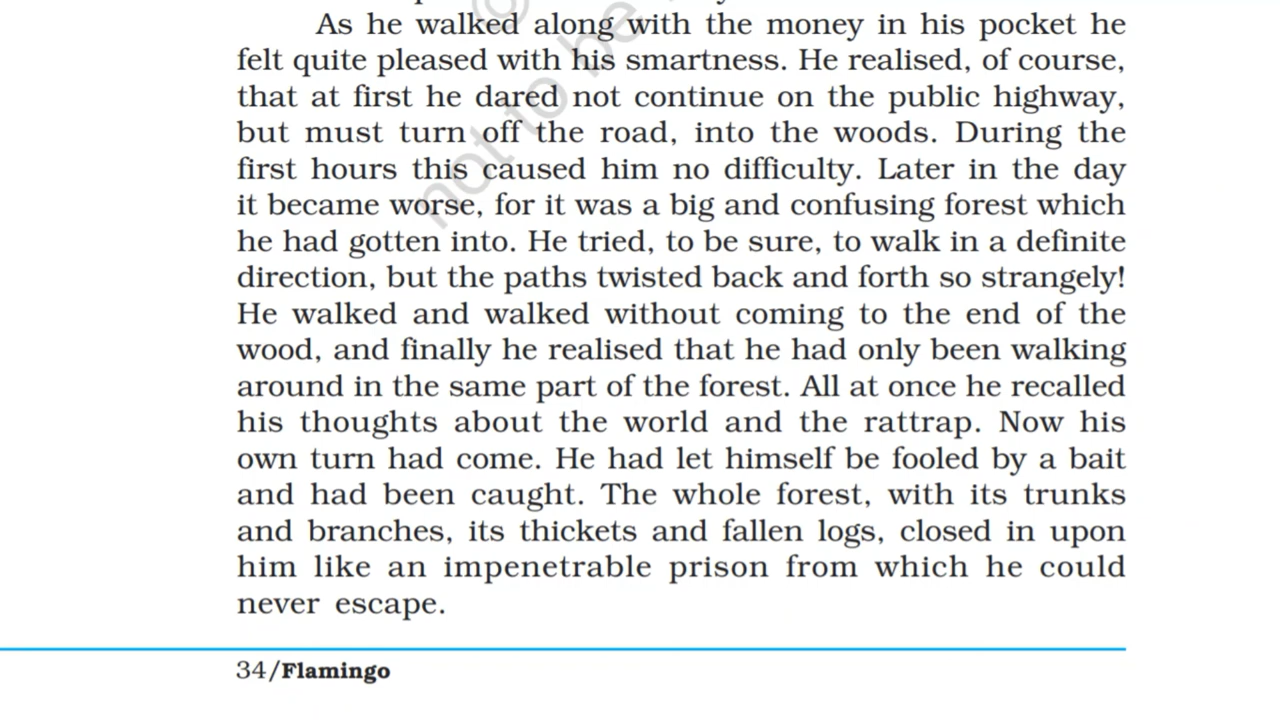 As he walked along with the money in his pocket he
felt quite pleased with his smartness. He realised, of course,
that at first he dared not continue on the public highway,
but must turn off the road, into the woods. During the
first hours this caused him no difficulty. Later in the day
it became worse, for it was a big and confusing forest which
he had gotten into. He tried, to be sure, to walk in a definite
direction, but the paths twisted back and forth so strangely!
He walked and walked without coming to the end of the
wood, and finally he realised that he had only been walking
around in the same part of the forest. All at once he recalled
his thoughts about the world and the rattrap. Now his
own turn had come. He had let himself be fooled by a bait
and had been caught. The whole forest, with its trunks
and branches, its thickets and fallen logs, closed in upon
him like an impenetrable prison from which he could
never escape.
34/Flamingo
not to be